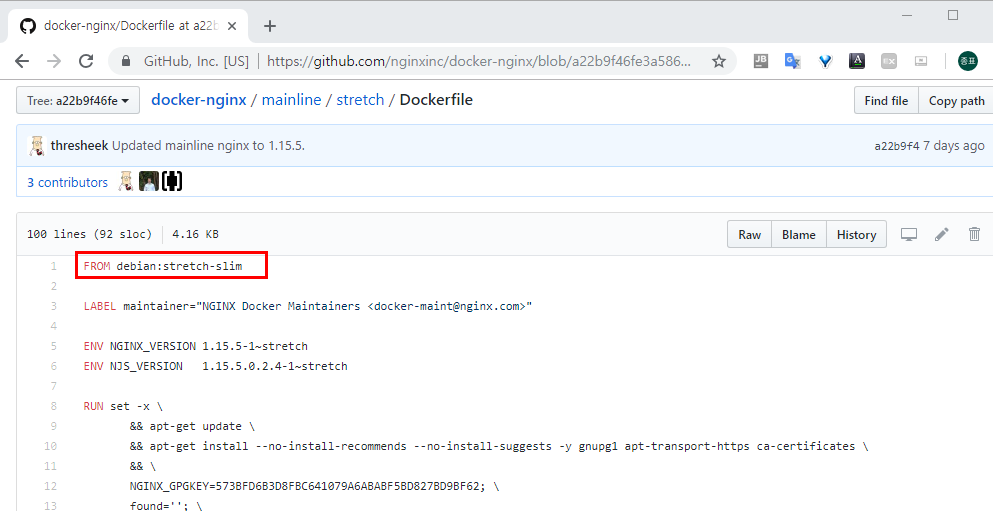 docker-nginx/Dockerfile at a22b
GitHub, Inc. [US] | https://github.com/nginxinc/docker-nginx/blob/a22b9f46fe3a586...
JB
A
EX
종표
Tree: a22b9f46fe
docker-nginx / mainline / stretch / Dockerfile
Find file
Copy path
thresheek Updated mainline nginx to 1.15.5.
a22b9f4 7 days ago
3 contributors
100 lines (92 sloc) 4.16 KB
Raw
Blame
History
1 FROM debian:stretch-slim
2
3 LABEL maintainer="NGINX Docker Maintainers <docker-maint@nginx.com>"
4
5 ENV NGINX_VERSION 1.15.5-1~stretch
6 ENV NJS_VERSION   1.15.5.0.2.4-1~stretch
7
8 RUN set -x \
9 && apt-get update \
10 && apt-get install --no-install-recommends --no-install-suggests -y gnupg1 apt-transport-https ca-certificates \
11 && \
12 NGINX_GPGKEY=573BFD6B3D8FBC641079A6ABABF5BD827BD9BF62; \
13 found=''; \